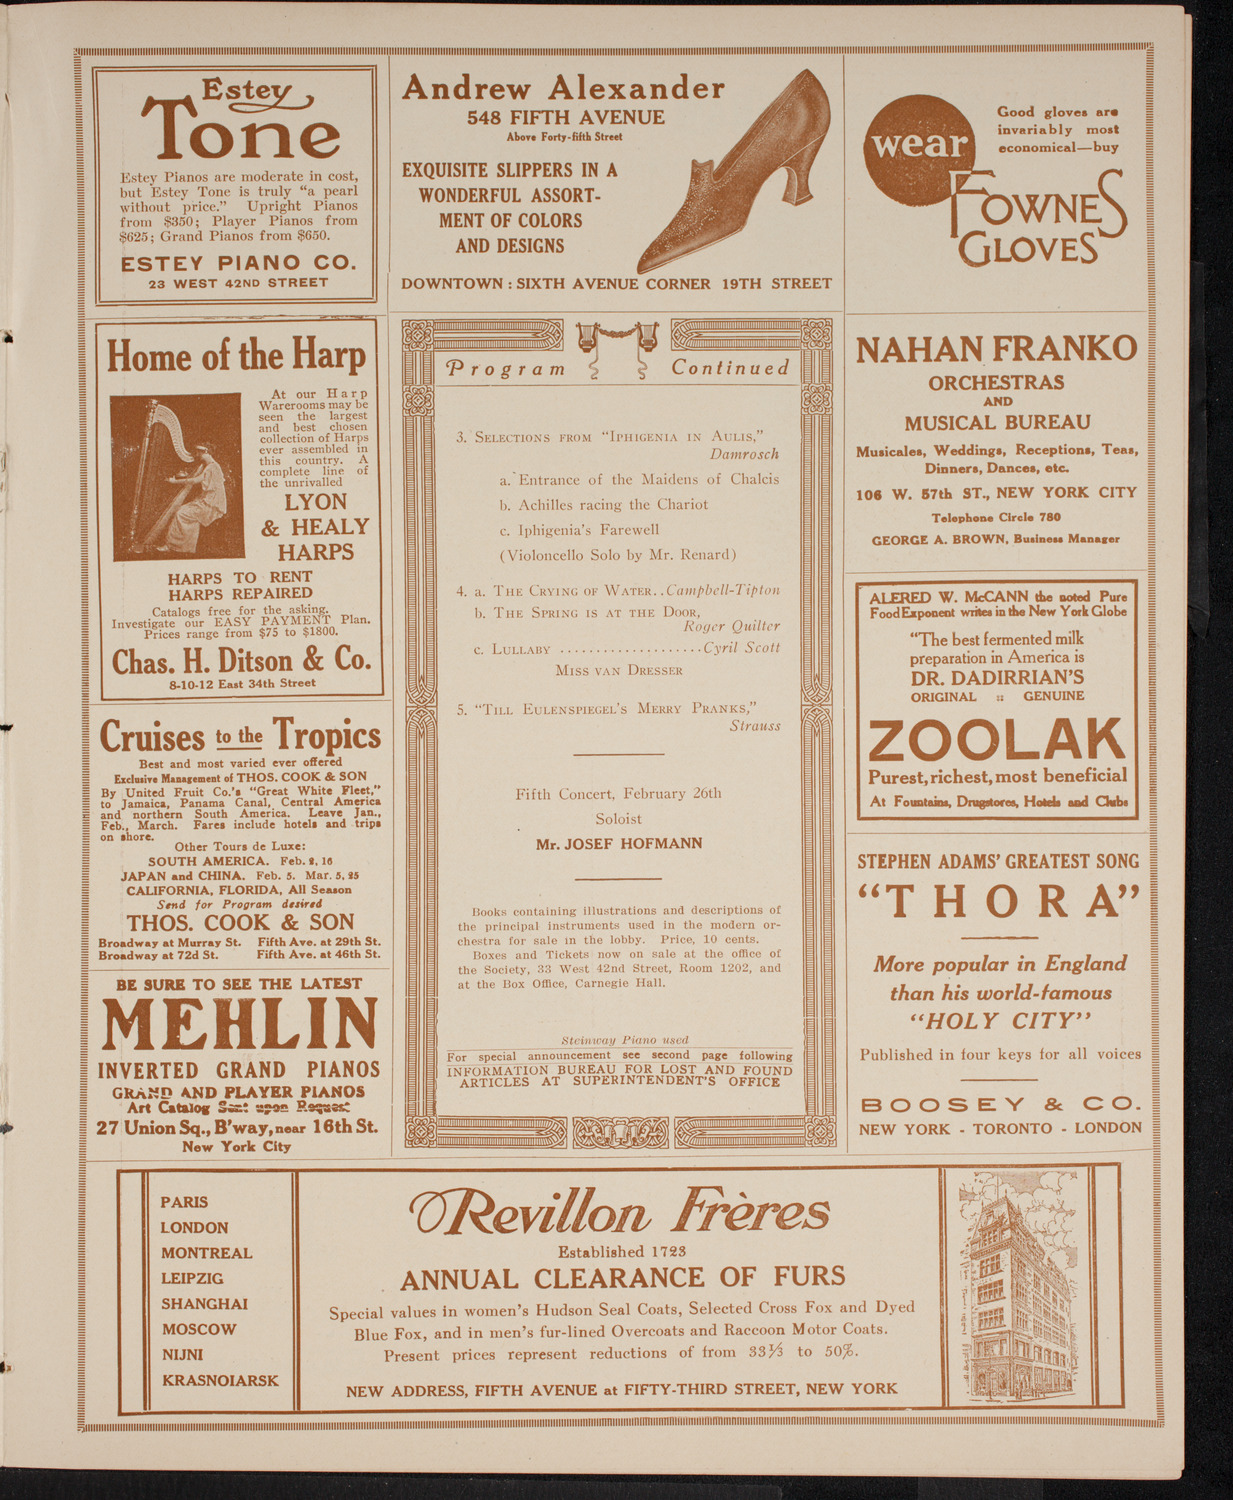 Estey
Tone
Estey Pianos are moderate in cost,
but Estey Tone is truly “a pearl
without price.” Upright Pianos
from $350; Player Pianos from
$625; Grand Pianos from $650.
ESTEY PIANO CO.
23 WEST 42ND STREET
Andrew Alexander
548 FIFTH AVENUE
Above Forty-fifth Street
EXQUISITE SLIPPERS IN A
WONDERFUL ASSORT-
MENT OF COLORS
AND DESIGNS
DOWNTOWN : SIXTH AVENUE CORNER 19TH STREET
wear
Good gloves are
invariably most
economical—buy
FOWNES
GLOVES
Home of the Harp
At our Harp
Warerooms may be
seen the largest
and best chosen
collection of Harps
ever assembled in
this country. A
complete line of
the unrivalled
LYON
& HEALY
HARPS
HARPS TO RENT
HARPS REPAIRED
Catalogs free for the asking.
Investigate our EASY PAYMENT Plan.
Prices range from $75 to $1800.
Chas. H. Ditson & Co.
8-10-12 East 34th Street
Cruises to the Tropics
Best and most varied ever offered
Exclusive Management of THOS. COOK & SON
By United Fruit Co.'s “Great White Fleet,”
to Jamaica, Panama Canal, Central America
and northern South America. Leave Jan.,
Feb., March. Fares include hotels and trips
on shore.
Other Tours de Luxe:
SOUTH AMERICA. Feb. 2, 16
JAPAN and CHINA. Feb. 5. Mar. 5, 25
CALIFORNIA, FLORIDA, All Season
Send for Program desired
THOS. COOK & SON
Broadway at Murray St. Fifth Ave. at 29th St.
Broadway at 72d St. Fifth Ave. at 46th St.
BE SURE TO SEE THE LATEST
MEHLIN
INVERTED GRAND PIANOS
GRAND AND PLAYER PIANOS
Art Catalog Sent upon Request
27 Union Sq., B'way, near 16th St.
New York City
Program Continued
3. SELECTIONS FROM “IPHIGENIA IN AULIS,”
Damrosch
a. Entrance of the Maidens of Chalcis
b. Achilles racing the Chariot
c. Iphigenia's Farewell
(Violoncello Solo by Mr. Renard)
4. a. THE CRYING OF WATER..Campbell-Tipton
b. THE SPRING IS AT THE DOOR,
Roger Quilter
c. LULLABY ....................Cyril Scott
MISS VAN DRESSER
5. “TILL EULENSPIEGEL'S MERRY PRANKS,”
Strauss
Fifth Concert, February 26th
Soloist
Mr. JOSEF HOFMANN
Books containing illustrations and descriptions of
the principal instruments used in the modern or-
chestra for sale in the lobby. Price, 10 cents.
Boxes and Tickets now on sale at the office of
the Society, 33 West 42nd Street, Room 1202, and
at the Box Office, Carnegie Hall.
Steinway Piano used
For special announcement see second page following
INFORMATION BUREAU FOR LOST AND FOUND
ARTICLES AT SUPERINTENDENT'S OFFICE
NAHAN FRANKO
ORCHESTRAS
AND
MUSICAL BUREAU
Musicales, Weddings, Receptions, Teas,
Dinners, Dances, etc.
106 W. 57th ST., NEW YORK CITY
Telephone Circle 780
GEORGE A. BROWN, Business Manager
ALFRED W. McCANN the noted Pure
Food Exponent writes in the New York Globe
“The best fermented milk
preparation in America is
DR. DADIRRIAN'S
ORIGINAL :: GENUINE
ZOOLAK
Purest, richest, most beneficial
At Fountains, Drugstores, Hotels and Clubs
STEPHEN ADAMS' GREATEST SONG
“THORA”
More popular in England
than his world-famous
“HOLY CITY”
Published in four keys for all voices
BOOSEY & CO.
NEW YORK - TORONTO - LONDON
PARIS
LONDON
MONTREAL
LEIPZIG
SHANGHAI
MOSCOW
NIJNI
KRASNOIARSK
Revillon Frères
Established 1723
ANNUAL CLEARANCE OF FURS
Special values in women's Hudson Seal Coats, Selected Cross Fox and Dyed
Blue Fox, and in men's fur-lined Overcoats and Raccoon Motor Coats.
Present prices represent reductions of from 33⅓ to 50%.
NEW ADDRESS, FIFTH AVENUE at FIFTY-THIRD STREET, NEW YORK